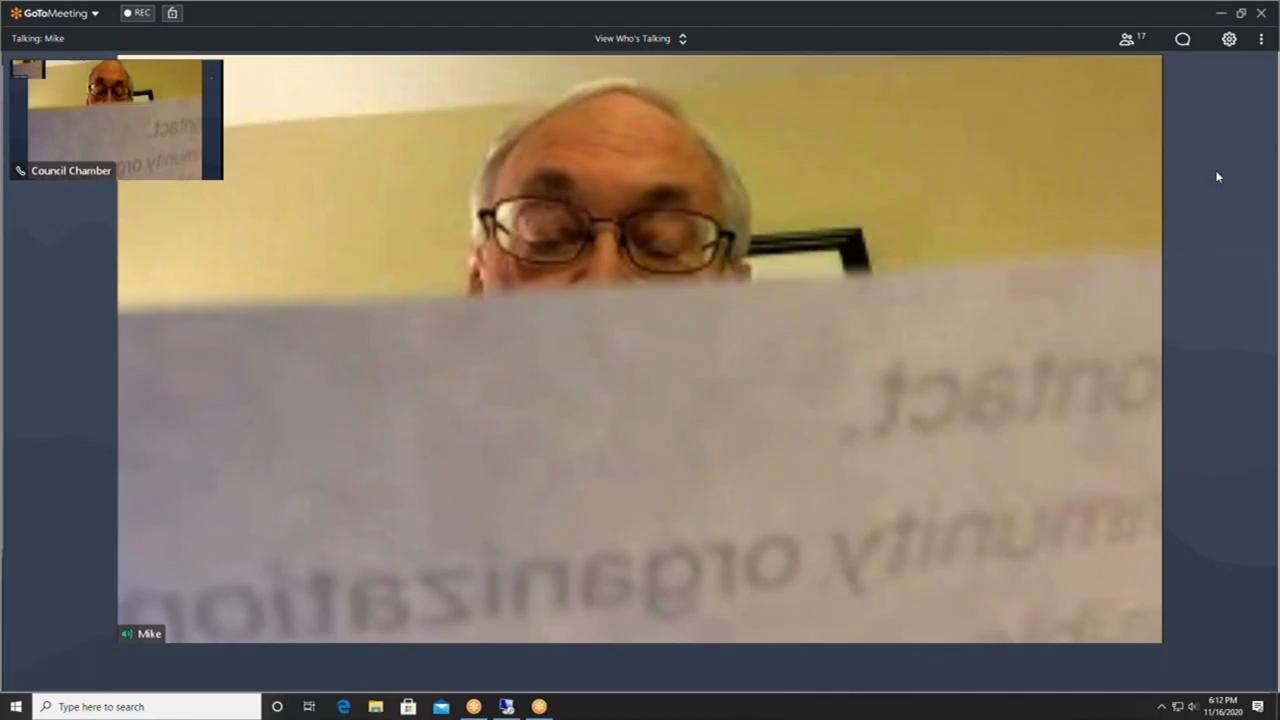 GoToMeeting
REC
Talking: Mike
View Who's Talking
17
Council Chamber
ontact.
mmunity organization
Mike
Type here to search
6:12 PM
11/16/2020